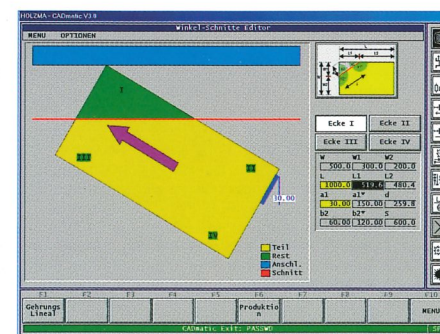 HOLZMA - CADmatic V3.0
Winkel-Schnitte Editor
MENU OPTIONEN
I
III
II
IV
30.00
Teil
Rest
Anschl.
Schnitt
Ecke I Ecke II
Ecke III Ecke IV
W W1 W2
500.0 300.0 200.0
L L1 L2
1000.0 519.6 480.4
a1 a1* d
30.00 150.00 259.8
b2 b2* S
60.00 120.00 600.0
F1 F2 F3 F4 F5 F6 F7 F8 F9 F10
Gehrungs Produktio
Lineal n MENU
CADmatic Exit: PASSWD